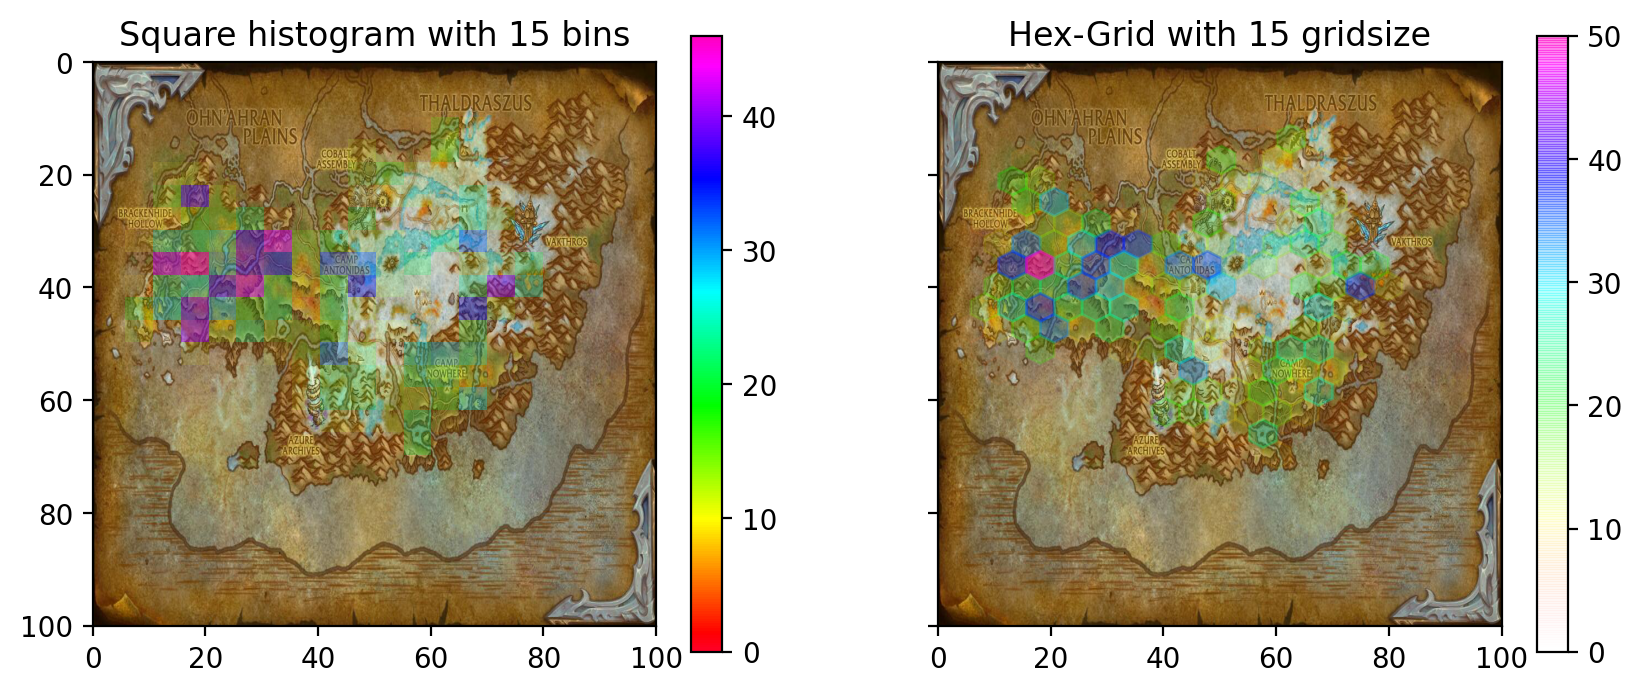 Square histogram with 15 bins
0
20
40
60
80
100
0
20
40
60
80
100
THALDRASZUS
OHN'AHRAN
PLAINS
COBALT
ASSEMBLY
BRACKENHIDE
HOLLOW
VAKTHROS
CAMP
ANTONIDAS
CAMP
NOWHERE
AZURE
ARCHIVES
40
30
20
10
0
Hex-Grid with 15 gridsize
THALDRASZUS
OHN'AHRAN
PLAINS
COBALT
ASSEMBLY
BRACKENHIDE
HOLLOW
VAKTHROS
CAMP
ANTONIDAS
CAMP
NOWHERE
AZURE
ARCHIVES
0
20
40
60
80
100
50
40
30
20
10
0